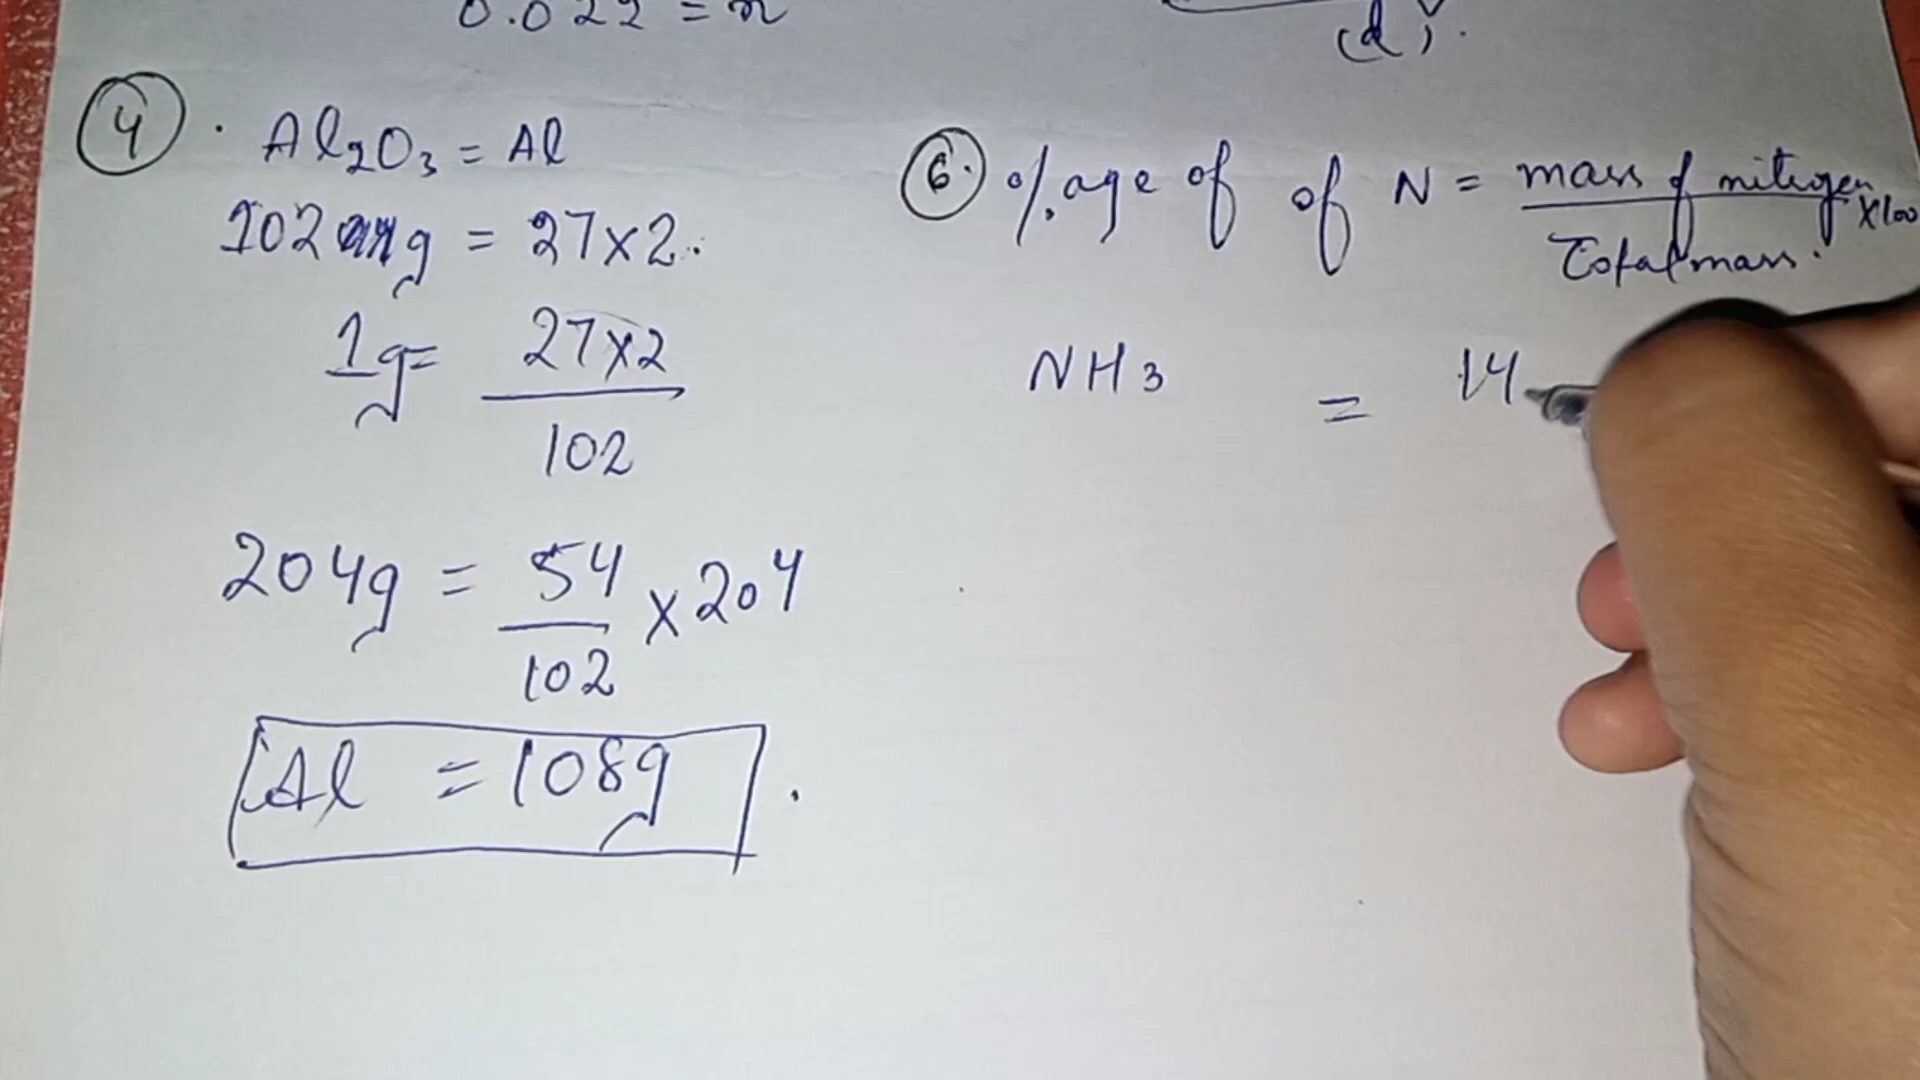 0.022 = n
(d).
4. Al₂O₃ = Al
102 g = 27×2.
1g = 27×2 / 102
204g = 54 / 102 × 204
Al = 108g.
6. %age of of N = mass of nitrogen / Total mass. ×100
NH₃ = 14